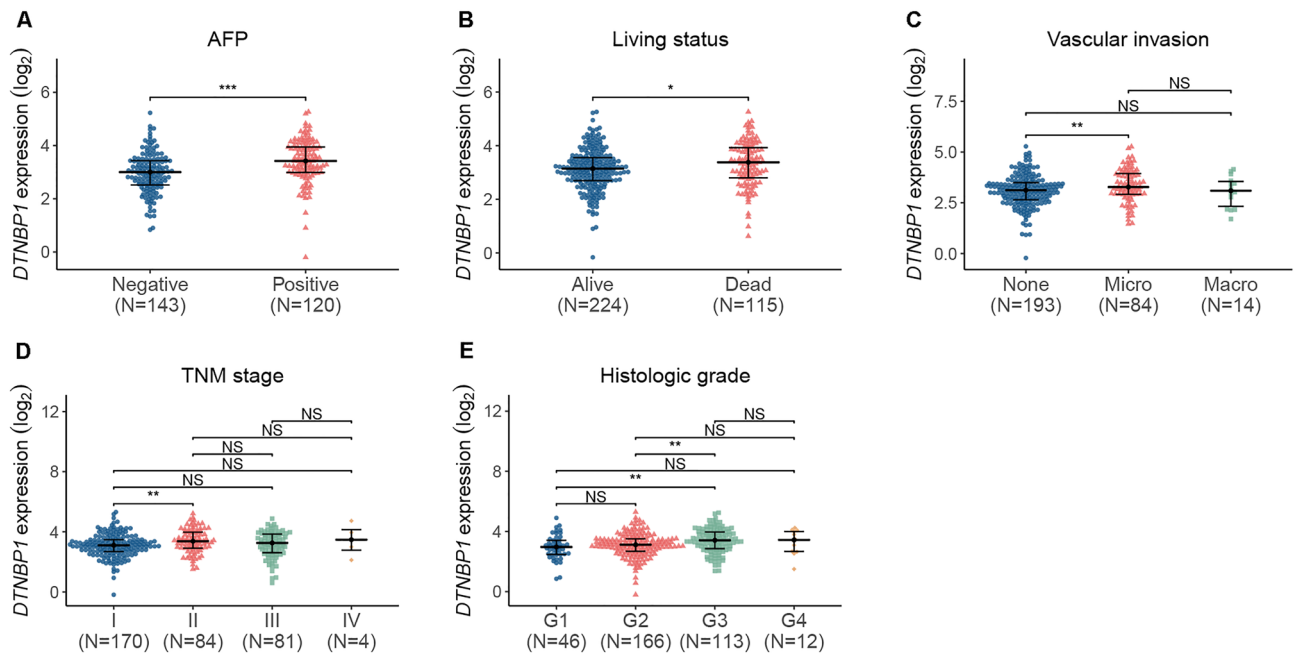 A
AFP
DTNBP1 expression (log2)
6
4
2
0
***
Negative
(N=143)
Positive
(N=120)
B
Living status
DTNBP1 expression (log2)
6
4
2
0
*
Alive
(N=224)
Dead
(N=115)
C
Vascular invasion
DTNBP1 expression (log2)
7.5
5.0
2.5
0.0
NS
NS
**
None
(N=193)
Micro
(N=84)
Macro
(N=14)
D
TNM stage
DTNBP1 expression (log2)
12
8
4
0
NS
NS
NS
NS
NS
**
I
(N=170)
II
(N=84)
III
(N=81)
IV
(N=4)
E
Histologic grade
DTNBP1 expression (log2)
12
8
4
0
NS
NS
**
NS
**
NS
G1
(N=46)
G2
(N=166)
G3
(N=113)
G4
(N=12)